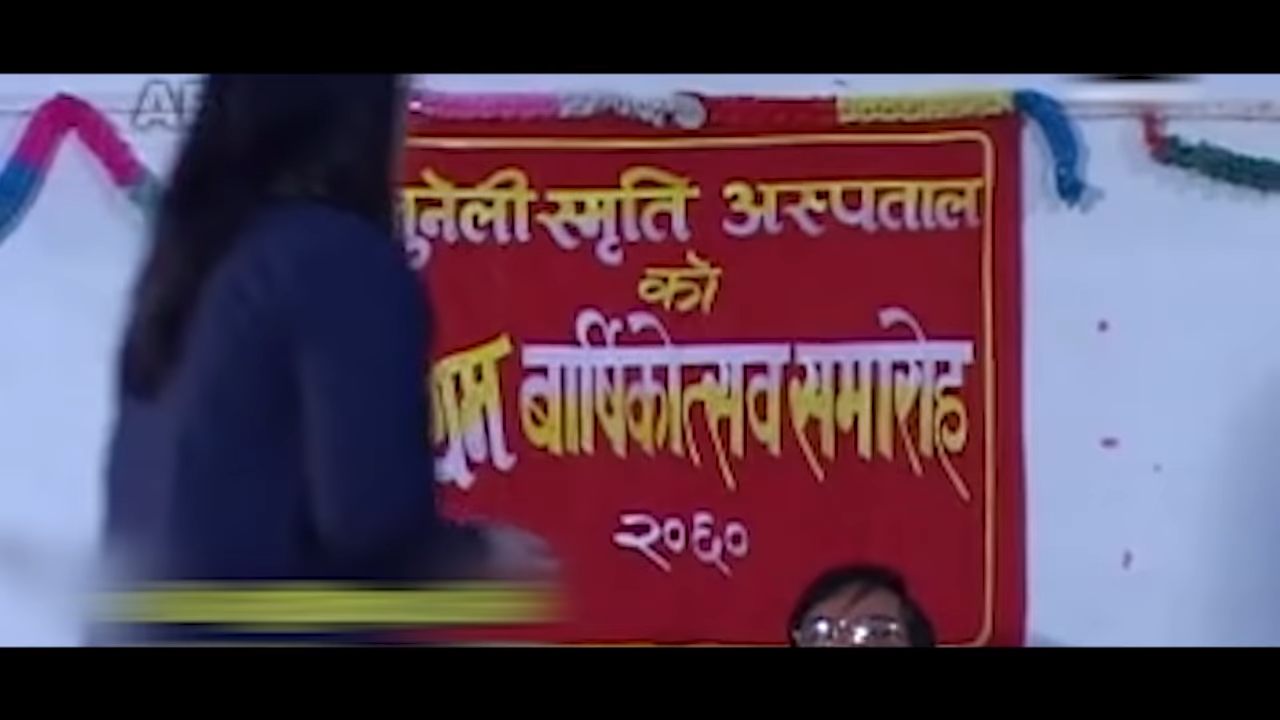 स्मृति अस्पताल
को
बार्षिकोत्सव समारोह
२०६०